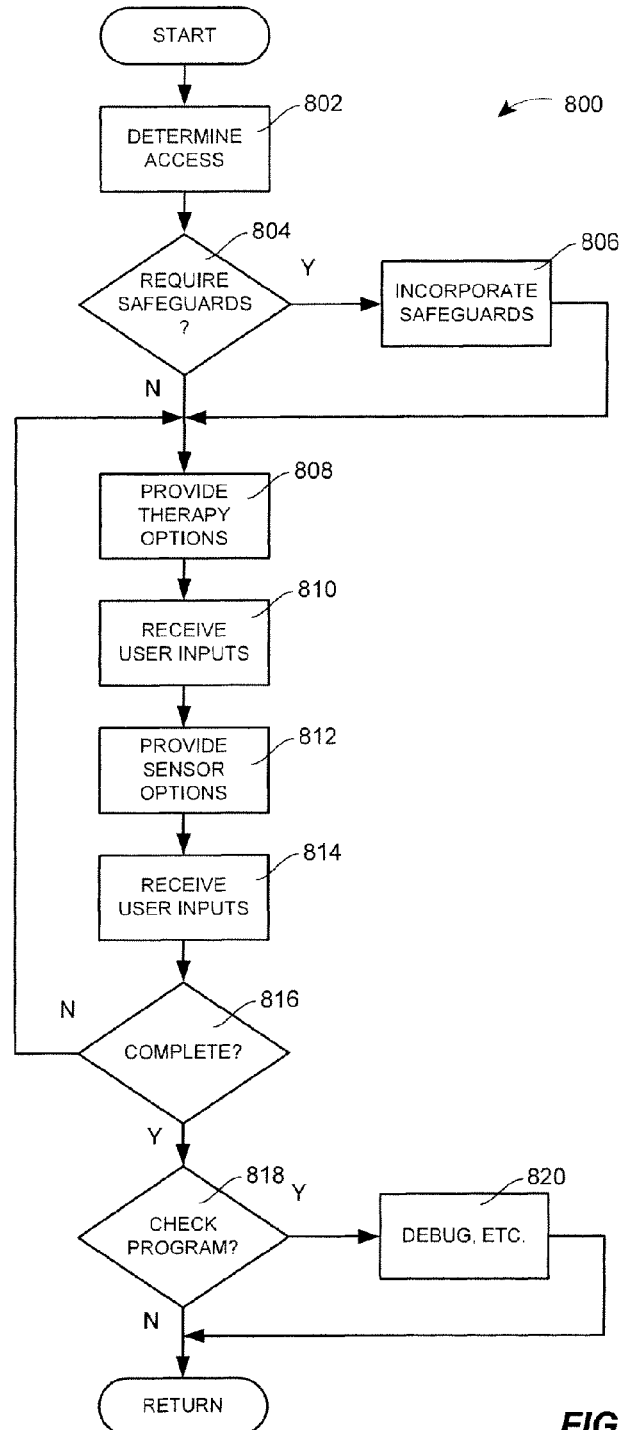 START
802
800
DETERMINE
ACCESS
804
REQUIRE
SAFEGUARDS
?
Y
806
INCORPORATE
SAFEGUARDS
N
808
PROVIDE
THERAPY
OPTIONS
810
RECEIVE
USER INPUTS
812
PROVIDE
SENSOR
OPTIONS
814
RECEIVE
USER INPUTS
816
N
COMPLETE?
Y
818
Y
820
CHECK
PROGRAM?
DEBUG, ETC.
N
RETURN
FIG